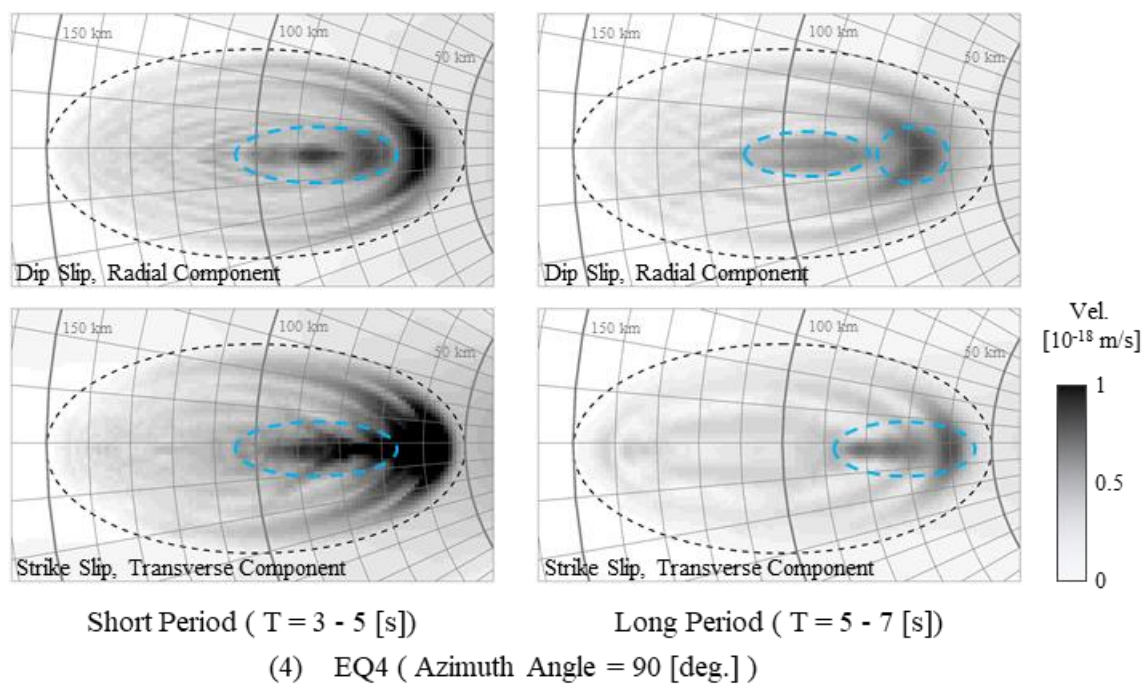 150 km
100 km
50 km
Dip Slip, Radial Component
150 km
100 km
50 km
Dip Slip, Radial Component
150 km
100 km
50 km
Strike Slip, Transverse Component
150 km
100 km
50 km
Strike Slip, Transverse Component
Vel.
[10⁻¹⁸ m/s]
1
0.5
0
Short Period ( T = 3 - 5 [s])
Long Period ( T = 5 - 7 [s])
(4) EQ4 ( Azimuth Angle = 90 [deg.] )